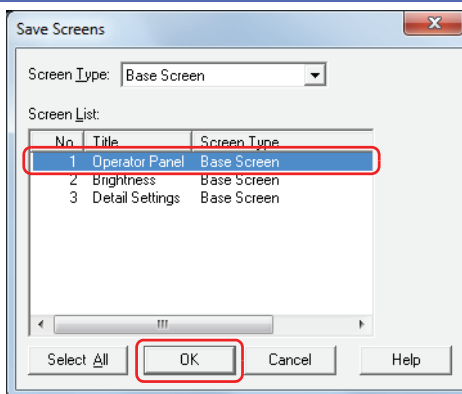 Save Screens
Screen Type: Base Screen
Screen List:
No. Title Screen Type
1 Operator Panel Base Screen
2 Brightness Base Screen
3 Detail Settings Base Screen
Select All OK Cancel Help